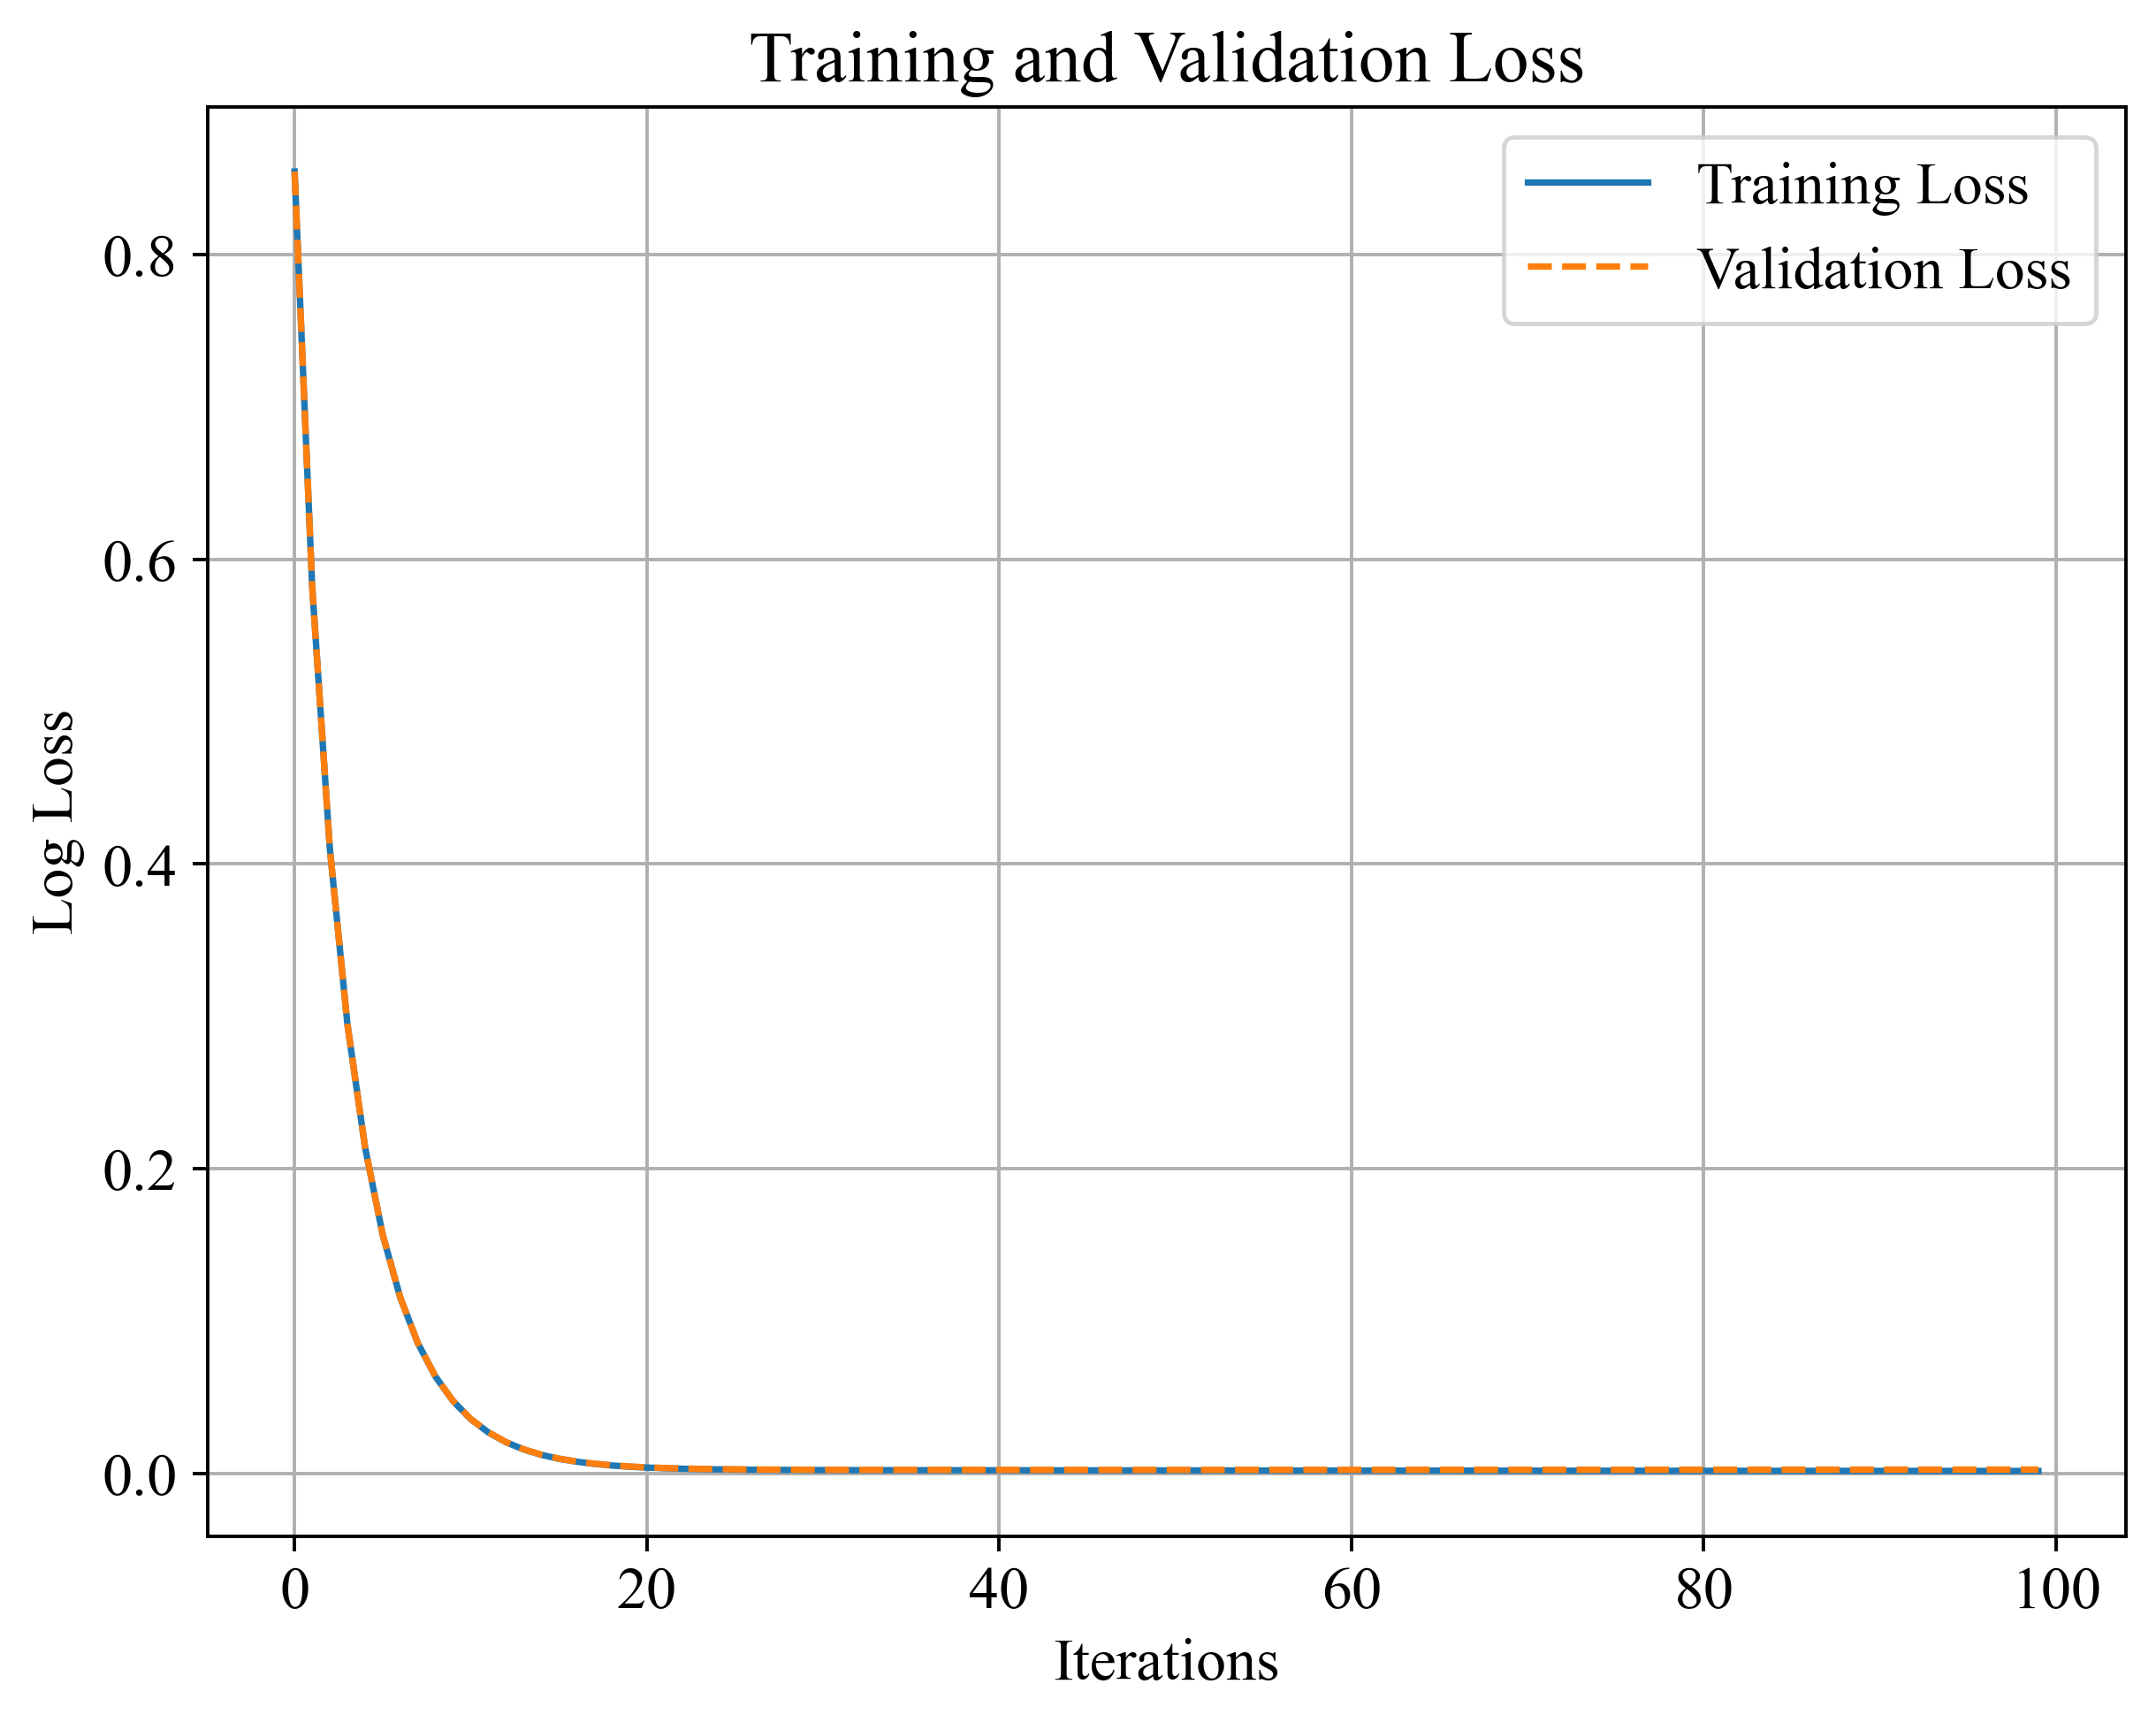 Training and Validation Loss
Training Loss
Validation Loss
0.8
0.6
0.4
0.2
0.0
Log Loss
0 20 40 60 80 100
Iterations